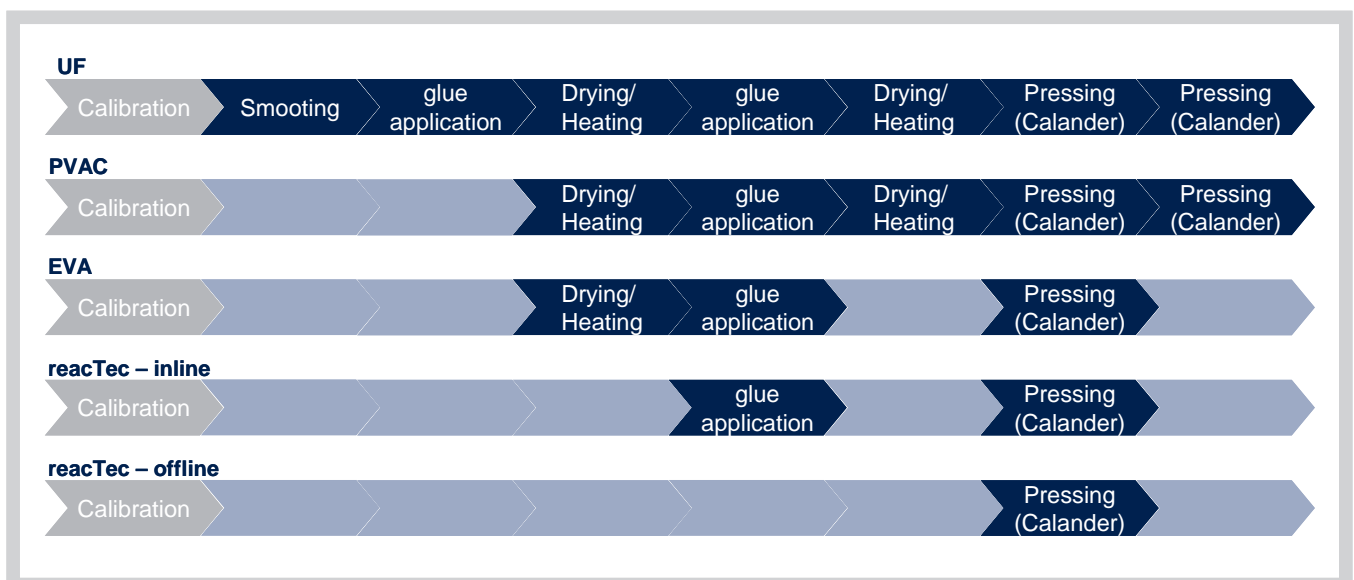 UF
Calibration
Smooting
glue
application
Drying/
Heating
glue
application
Drying/
Heating
Pressing
(Calander)
Pressing
(Calander)
PVAC
Calibration
Drying/
Heating
glue
application
Drying/
Heating
Pressing
(Calander)
Pressing
(Calander)
EVA
Calibration
Drying/
Heating
glue
application
Pressing
(Calander)
reacTec – inline
Calibration
glue
application
Pressing
(Calander)
reacTec – offline
Calibration
Pressing
(Calander)